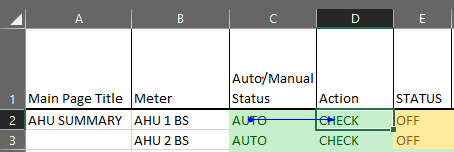 A B C D E
1 Main Page Title Meter Auto/Manual Status Action STATUS
2 AHU SUMMARY AHU 1 BS AUTO CHECK OFF
3 AHU 2 BS AUTO CHECK OFF